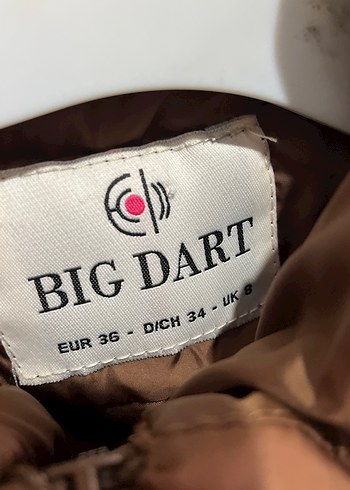 BIG DART
EUR 36 - D/CH 34 - UK 8